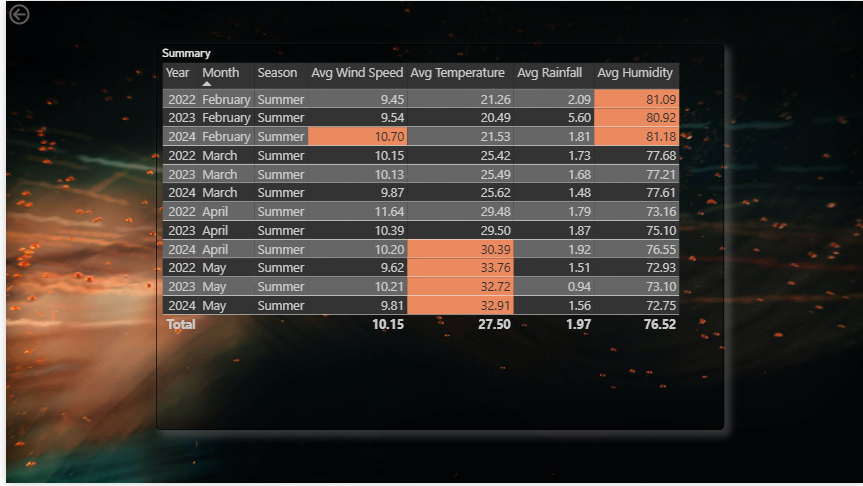 Summary
Year Month Season Avg Wind Speed Avg Temperature Avg Rainfall Avg Humidity
2022 February Summer 9.45 21.26 2.09 81.09
2023 February Summer 9.54 20.49 5.60 80.92
2024 February Summer 10.70 21.53 1.81 81.18
2022 March Summer 10.15 25.42 1.73 77.68
2023 March Summer 10.13 25.49 1.68 77.21
2024 March Summer 9.87 25.62 1.48 77.61
2022 April Summer 11.64 29.48 1.79 73.16
2023 April Summer 10.39 29.50 1.87 75.10
2024 April Summer 10.20 30.39 1.92 76.55
2022 May Summer 9.62 33.76 1.51 72.93
2023 May Summer 10.21 32.72 0.94 73.10
2024 May Summer 9.81 32.91 1.56 72.75
Total 10.15 27.50 1.97 76.52